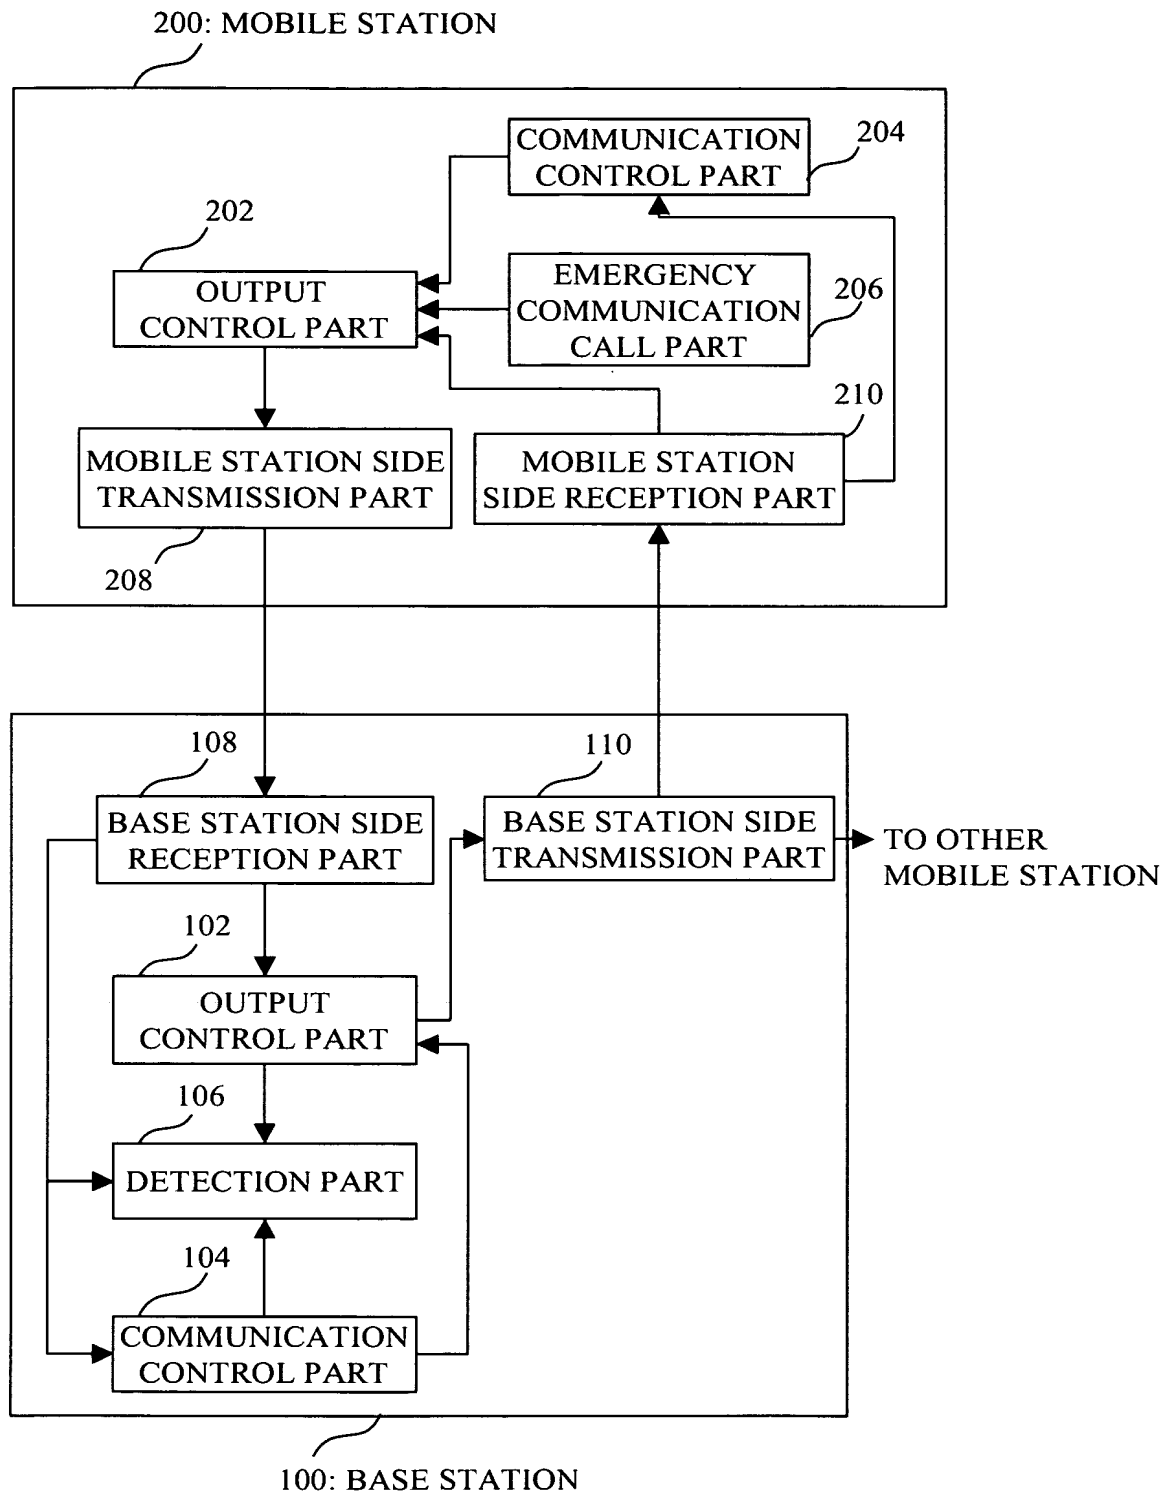 200: MOBILE STATION
COMMUNICATION
CONTROL PART
204
202
OUTPUT
CONTROL PART
EMERGENCY
COMMUNICATION
CALL PART
206
210
MOBILE STATION SIDE
TRANSMISSION PART
MOBILE STATION
SIDE RECEPTION PART
208
108
110
BASE STATION SIDE
RECEPTION PART
BASE STATION SIDE
TRANSMISSION PART
TO OTHER
MOBILE STATION
102
OUTPUT
CONTROL PART
106
DETECTION PART
104
COMMUNICATION
CONTROL PART
100: BASE STATION